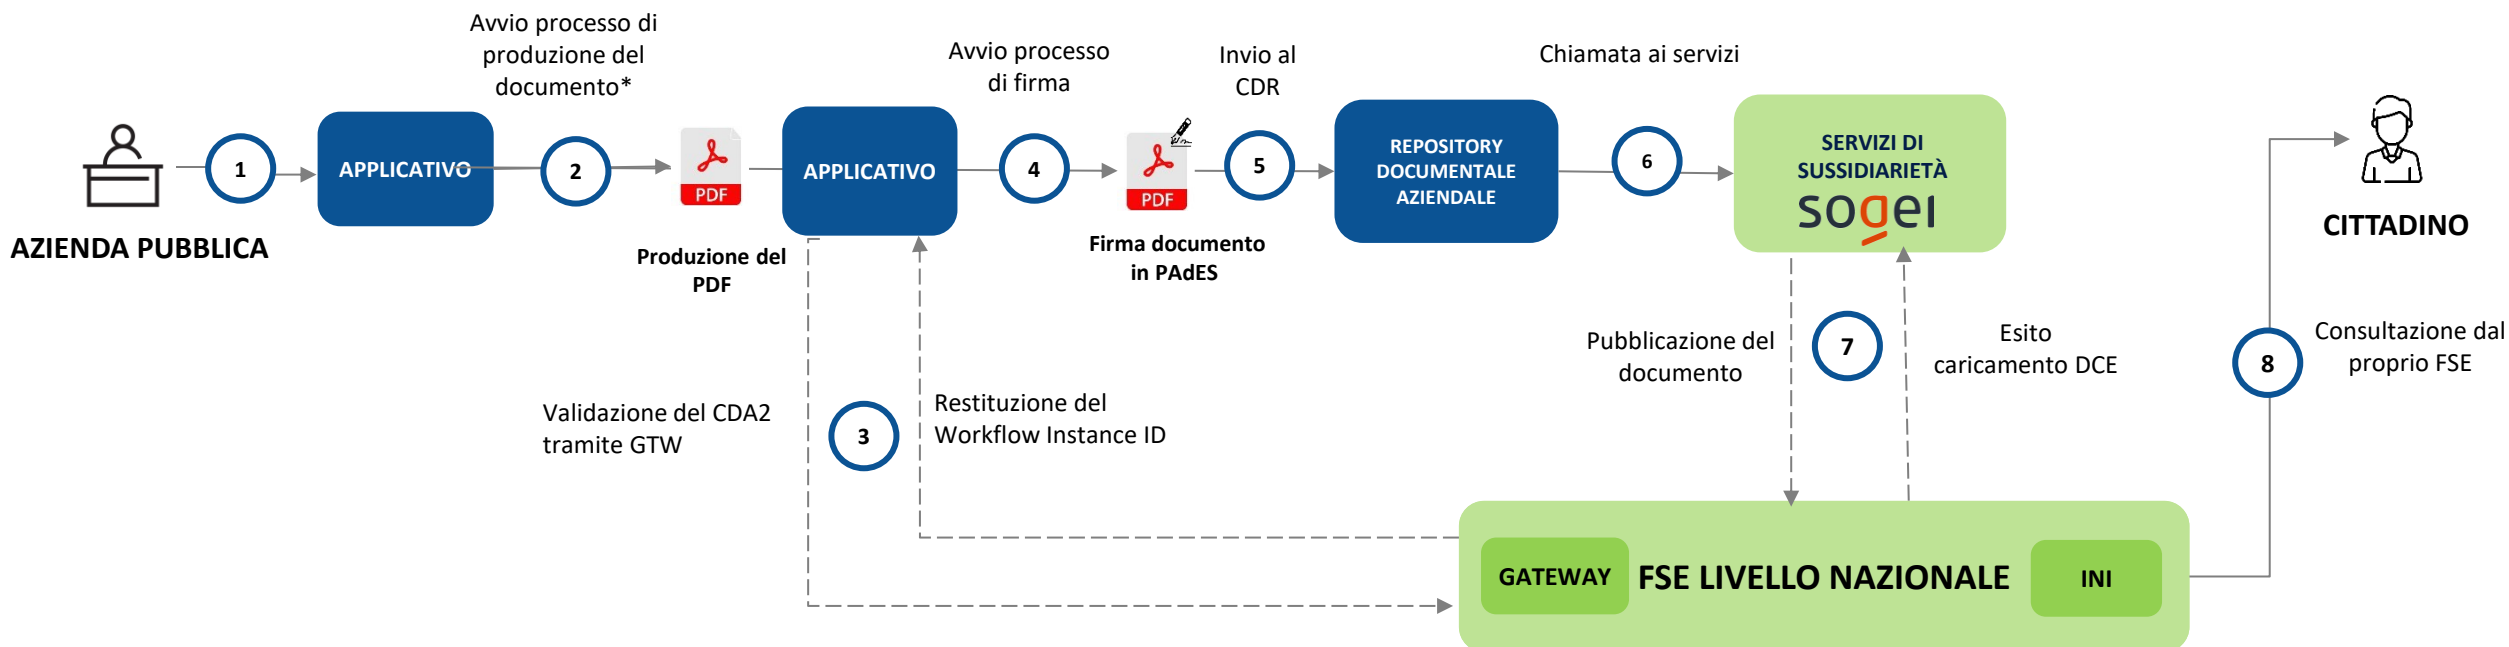 Avvio processo di
produzione del
documento*
Avvio processo
di firma
Invio al
CDR
Chiamata ai servizi
1
APPLICATIVO
2
PDF
APPLICATIVO
4
PDF
5
REPOSITORY
DOCUMENTALE
AZIENDALE
6
SERVIZI DI
SUSSIDIARIETÀ
sogei
AZIENDA PUBBLICA
Produzione del
PDF
Firma documento
in PAdES
CITTADINO
Pubblicazione del
documento
7
Esito
caricamento DCE
8
Consultazione dal
proprio FSE
Validazione del CDA2
tramite GTW
3
Restituzione del
Workflow Instance ID
GATEWAY
FSE LIVELLO NAZIONALE
INI